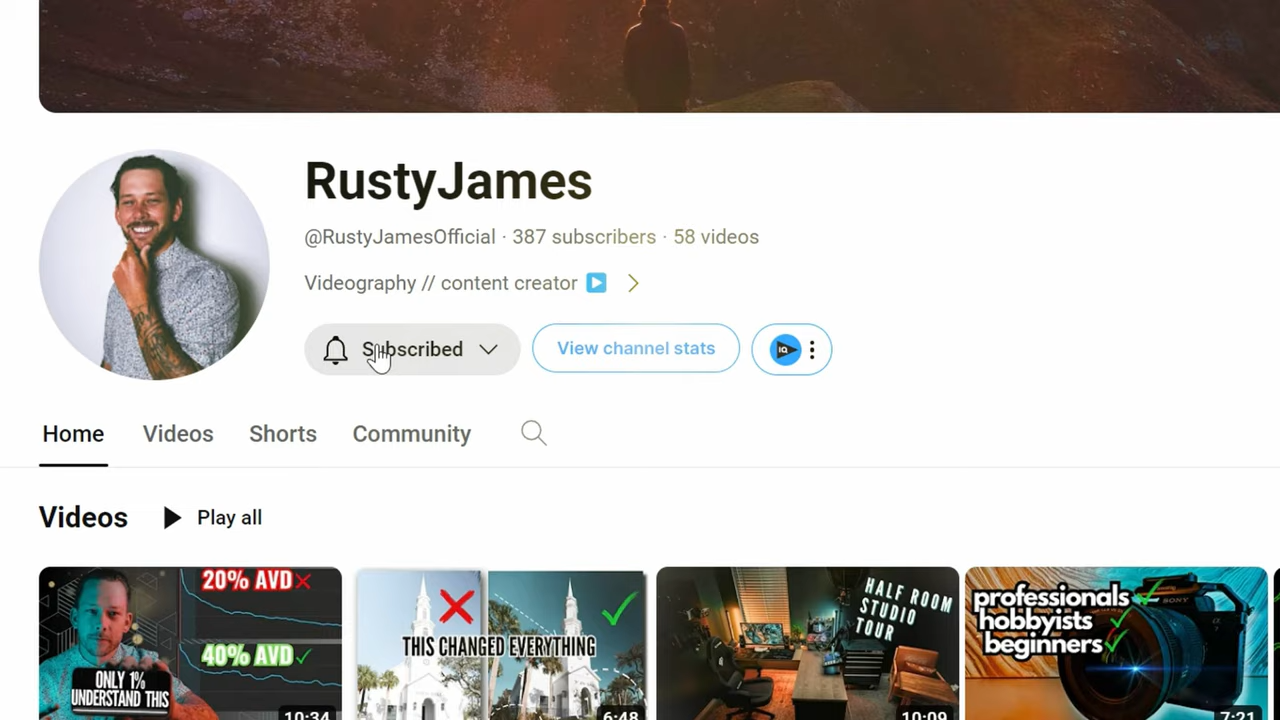 RustyJames
@RustyJamesOfficial · 387 subscribers · 58 videos
Videography // content creator
Subscribed
View channel stats
IQ
Home
Videos
Shorts
Community
Videos
Play all
20% AVD
40% AVD
ONLY 1%
UNDERSTAND THIS
10:34
THIS CHANGED EVERYTHING
6:48
HALF ROOM
STUDIO
TOUR
10:09
professionals
hobbyists
beginners
SONY
7:21